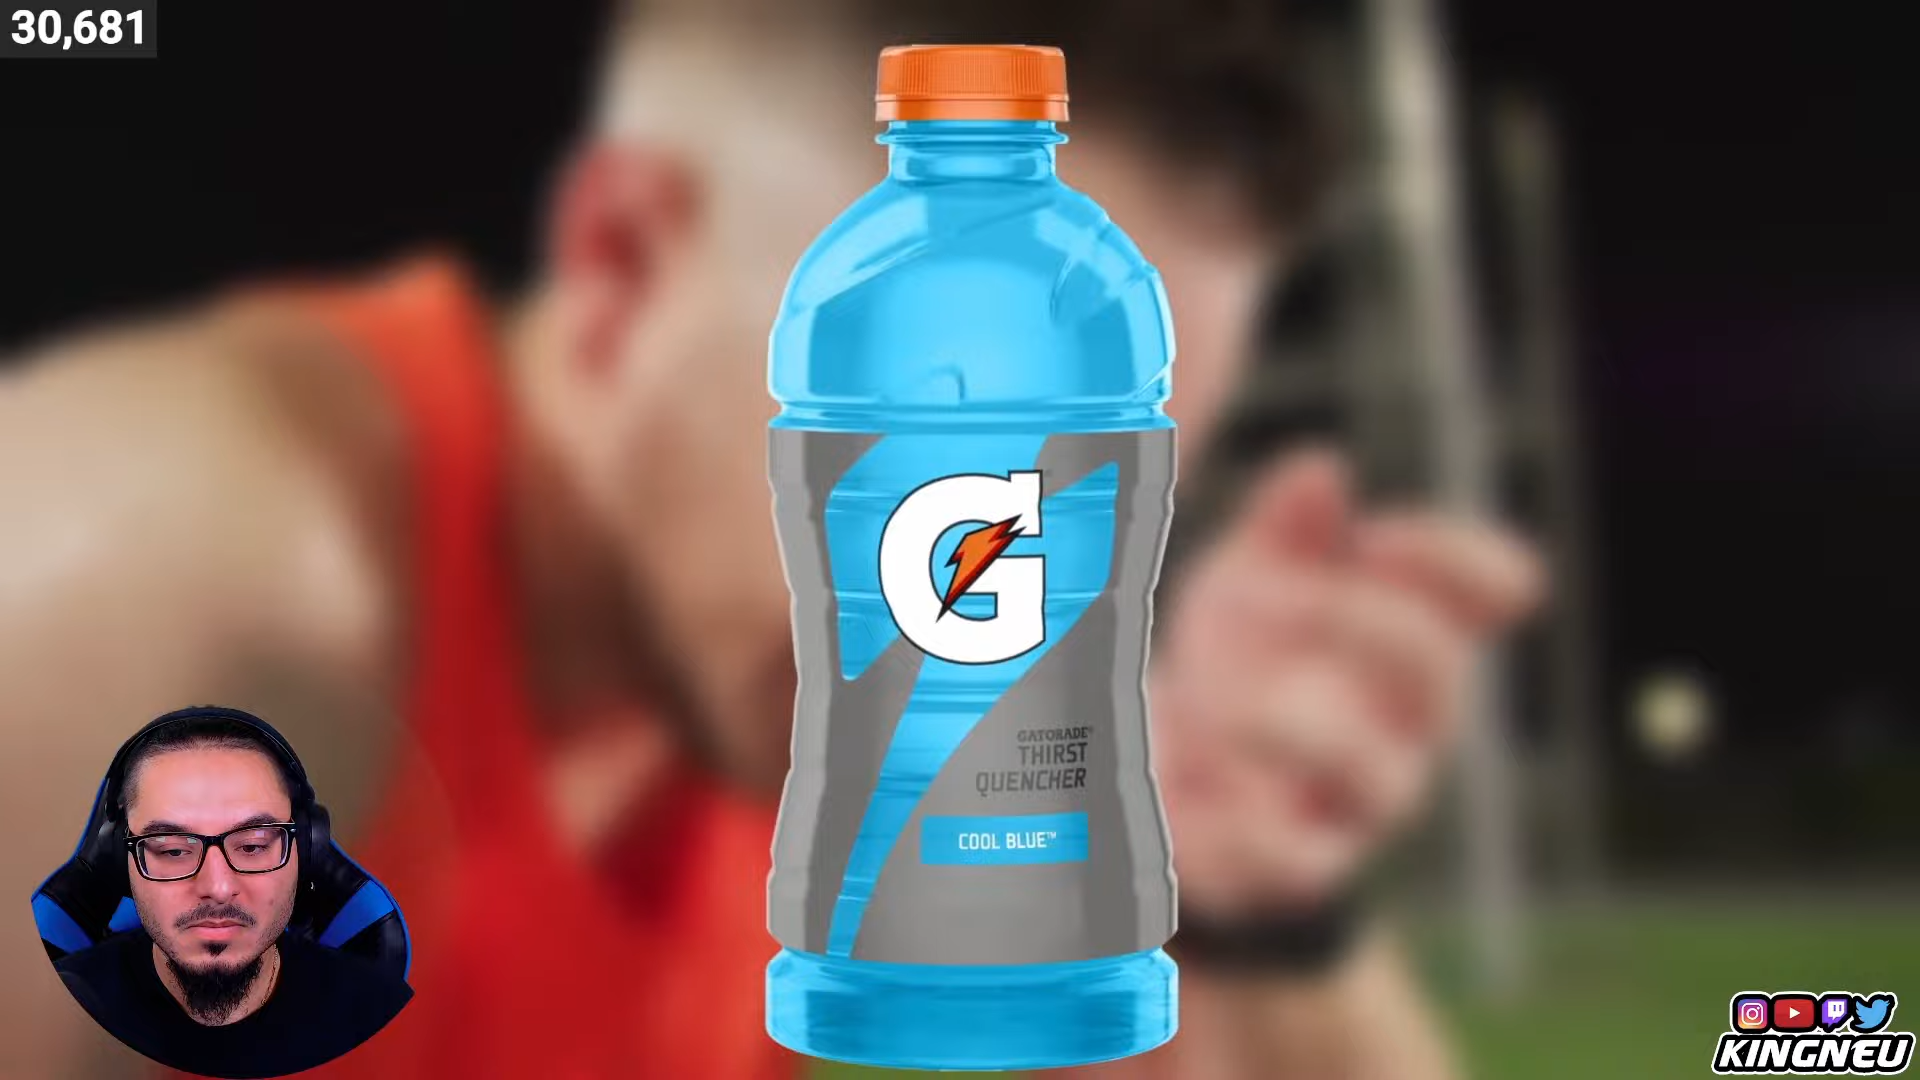 30,681
G
GATORADE®
THIRST
QUENCHER
COOL BLUE™
KINGNEU